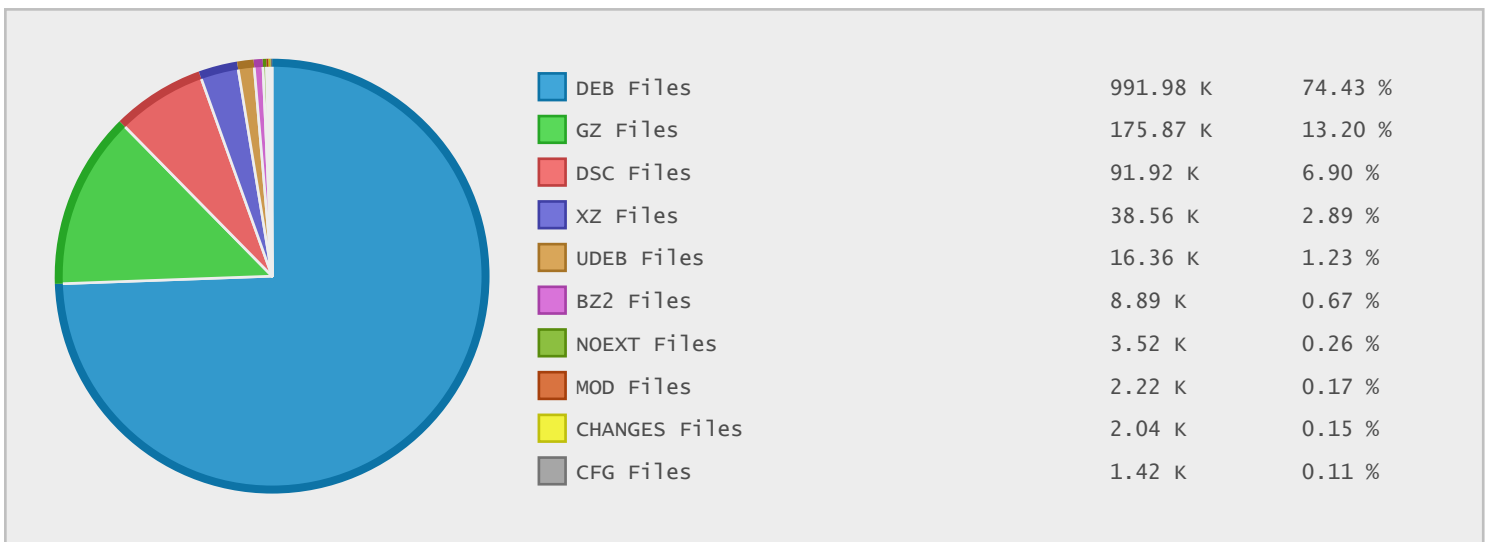 DEB Files 991.98 K 74.43 %
GZ Files 175.87 K 13.20 %
DSC Files 91.92 K 6.90 %
XZ Files 38.56 K 2.89 %
UDEB Files 16.36 K 1.23 %
BZ2 Files 8.89 K 0.67 %
NOEXT Files 3.52 K 0.26 %
MOD Files 2.22 K 0.17 %
CHANGES Files 2.04 K 0.15 %
CFG Files 1.42 K 0.11 %